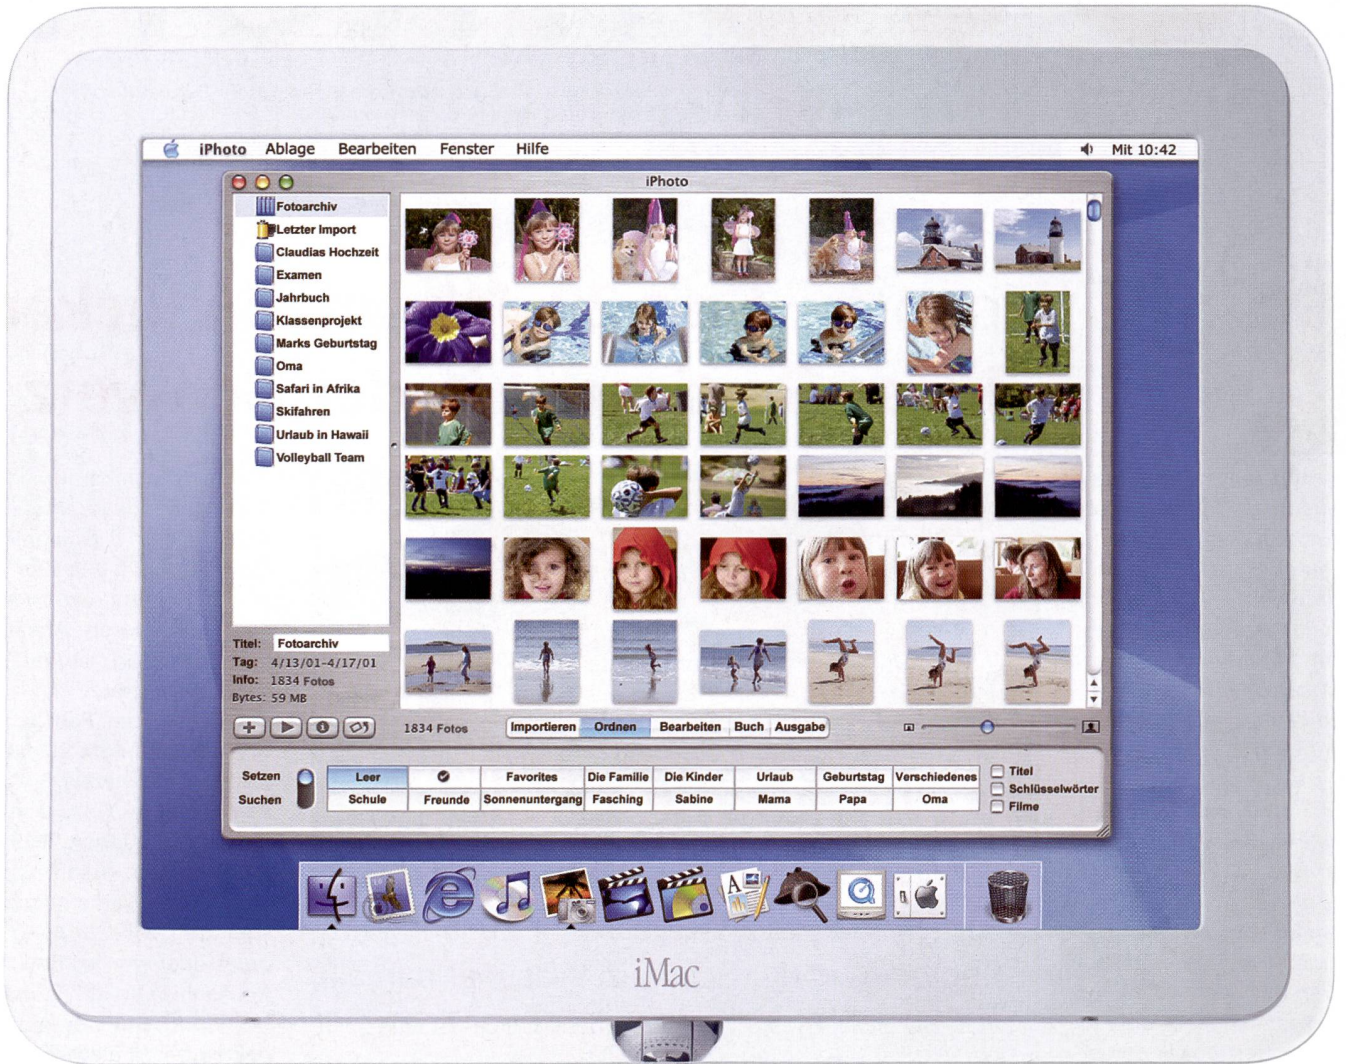 iPhoto Ablage Bearbeiten Fenster Hilfe Mit 10:42
iPhoto
Fotoarchiv
Letzter Import
Claudias Hochzeit
Examen
Jahrbuch
Klassenprojekt
Marks Geburtstag
Oma
Safari in Afrika
Skifahren
Urlaub in Hawaii
Volleyball Team
Titel: Fotoarchiv
Tag: 4/13/01-4/17/01
Info: 1834 Fotos
Bytes: 59 MB
1834 Fotos Importieren Ordnen Bearbeiten Buch Ausgabe
Setzen Leer Favorites Die Familie Die Kinder Urlaub Geburtstag Verschiedenes
Suchen Schule Freunde Sonnenuntergang Fasching Sabine Mama Papa Oma
Titel
Schlüsselwörter
Filme
iMac